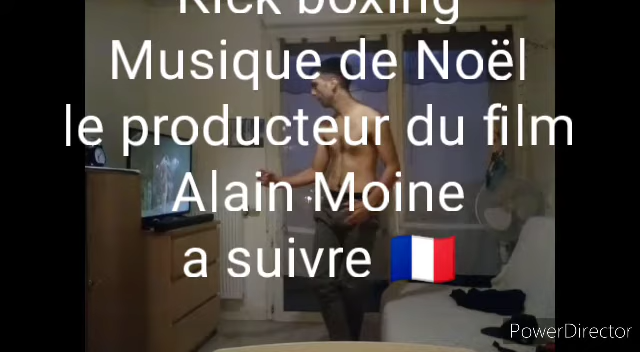 Kick boxing
Musique de Noël
le producteur du film
Alain Moine
a suivre 🇫🇷
PowerDirector